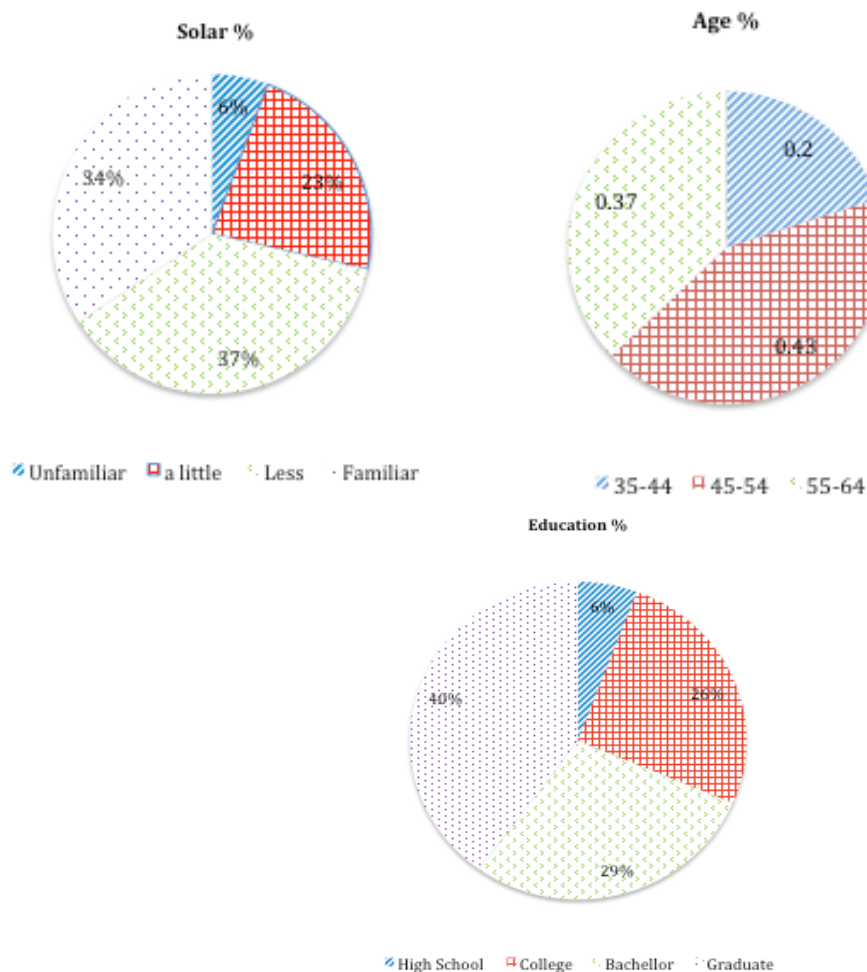 Solar %
6%
23%
34%
37%
Unfamiliar a little Less Familiar
Age %
0.2
0.37
0.43
35-44 45-54 55-64
Education %
6%
26%
40%
29%
High School College Bachellor Graduate